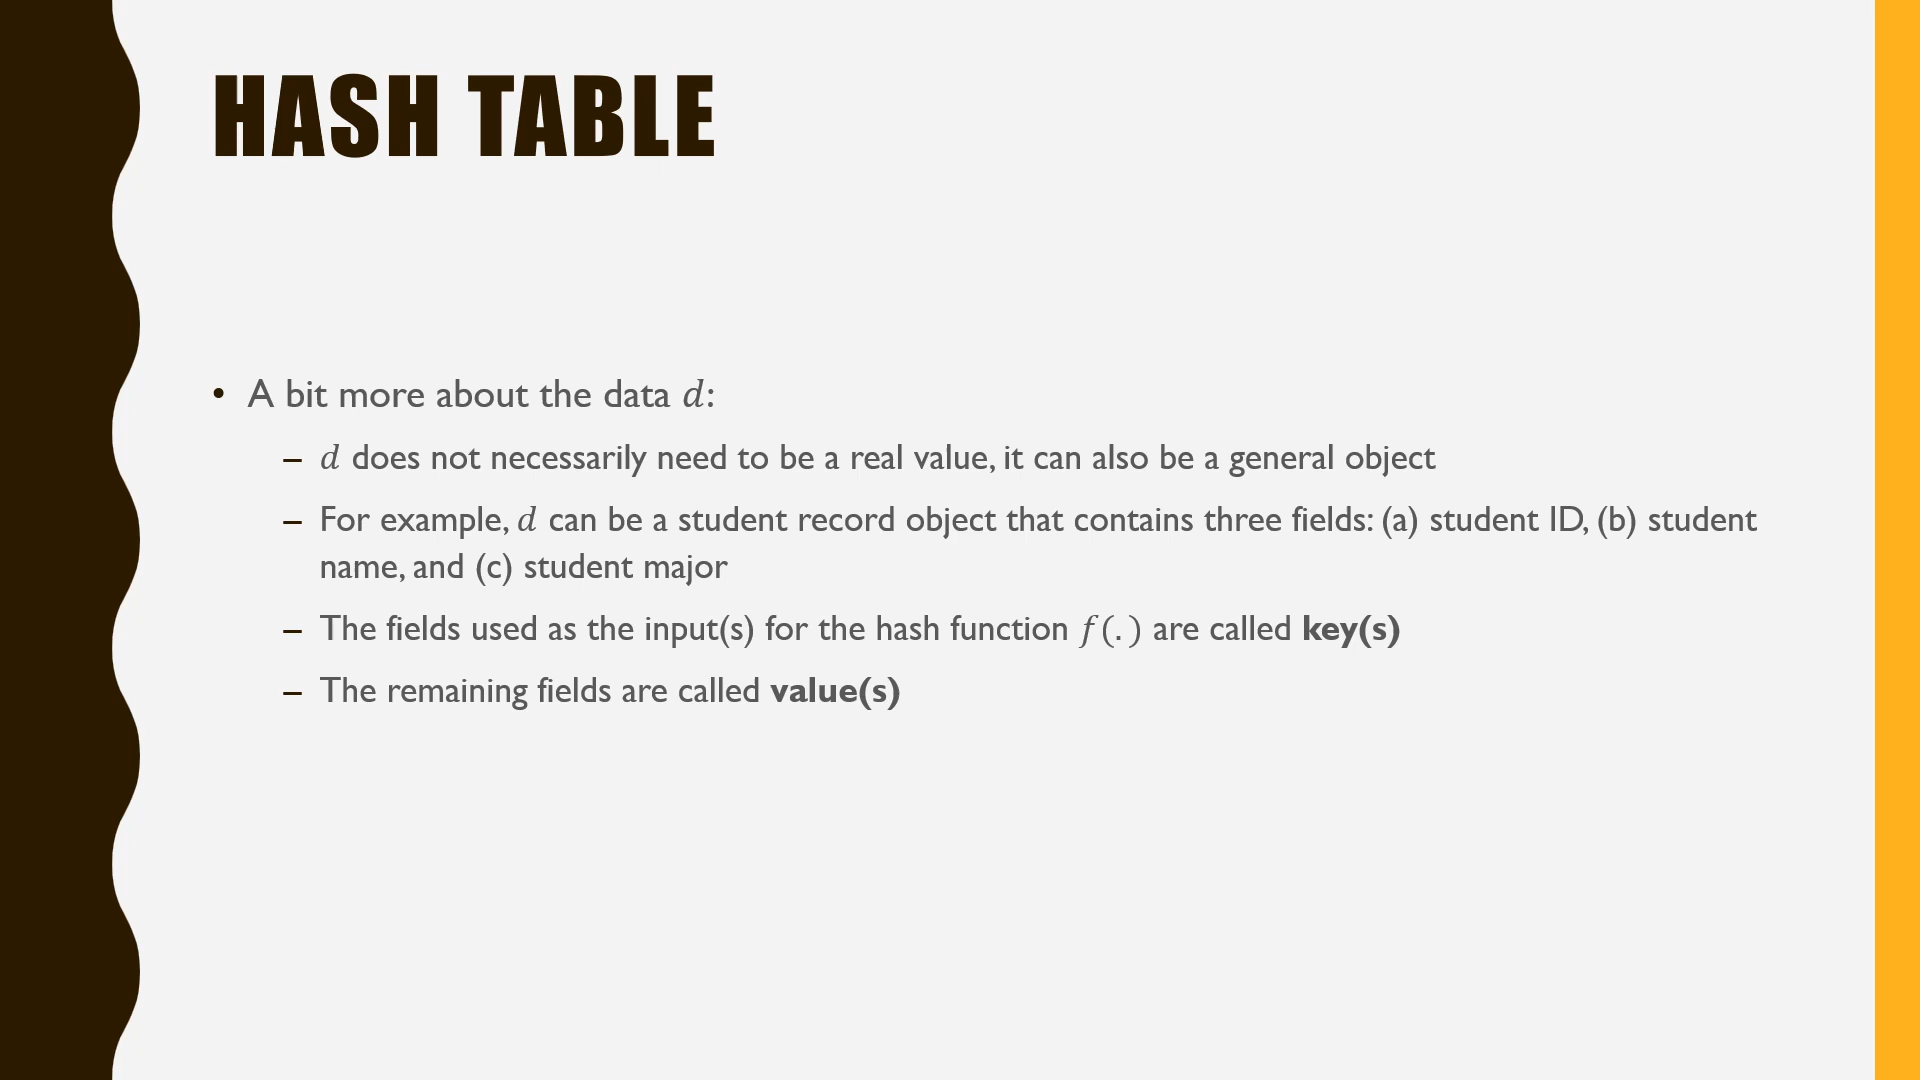 HASH TABLE
• A bit more about the data 𝑑:
– 𝑑 does not necessarily need to be a real value, it can also be a general object
– For example, 𝑑 can be a student record object that contains three fields: (a) student ID, (b) student
name, and (c) student major
– The fields used as the input(s) for the hash function 𝑓(.) are called key(s)
– The remaining fields are called value(s)